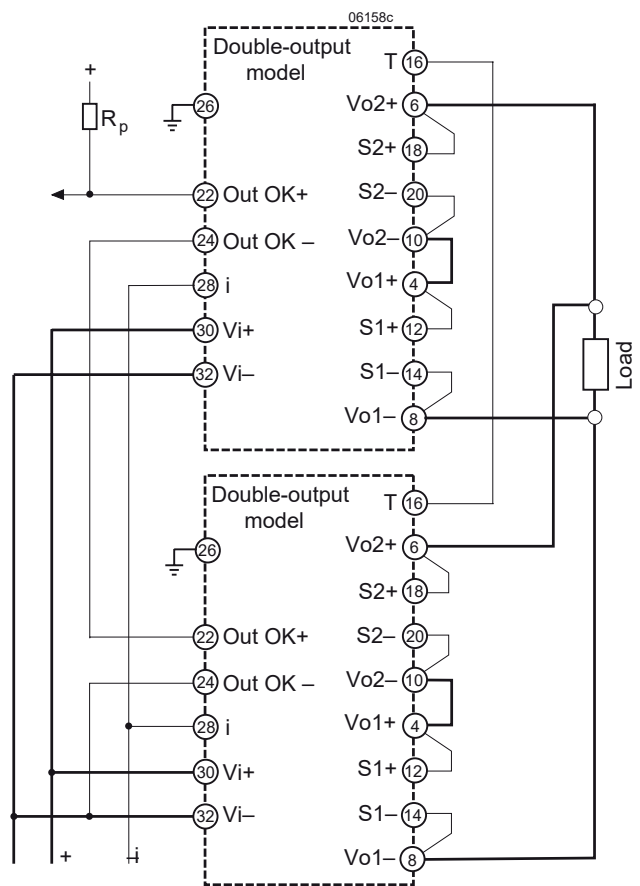 06158c
Double-output
model
T 16
+
26
Vo2+ 6
Rp
S2+ 18
22 Out OK+
S2– 20
24 Out OK –
Vo2– 10
28 i
Vo1+ 4
30 Vi+
S1+ 12
32 Vi–
S1– 14
Load
Vo1– 8
Double-output
model
T 16
26
Vo2+ 6
S2+ 18
22 Out OK+
S2– 20
24 Out OK –
Vo2– 10
28 i
Vo1+ 4
30 Vi+
S1+ 12
32 Vi–
S1– 14
– + i
Vo1– 8